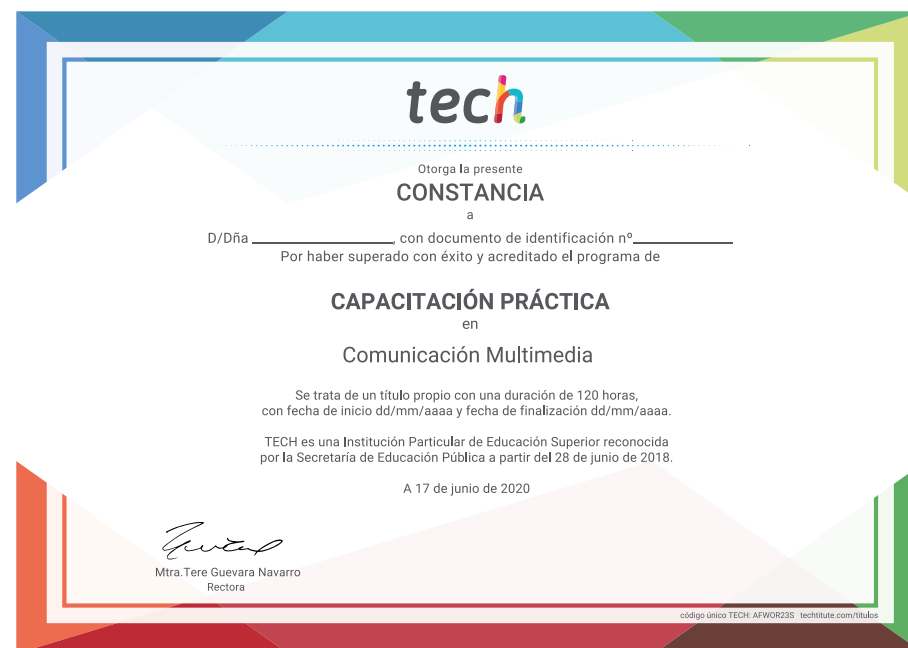 tech
Otorga la presente
CONSTANCIA
a
D/Dña ____________________, con documento de identificación nº______________
Por haber superado con éxito y acreditado el programa de
CAPACITACIÓN PRÁCTICA
en
Comunicación Multimedia
Se trata de un título propio con una duración de 120 horas,
con fecha de inicio dd/mm/aaaa y fecha de finalización dd/mm/aaaa.
TECH es una Institución Particular de Educación Superior reconocida
por la Secretaría de Educación Pública a partir del 28 de junio de 2018.
A 17 de junio de 2020
Mtra.Tere Guevara Navarro
Rectora
código único TECH: AFWOR23S techtitute.com/títulos